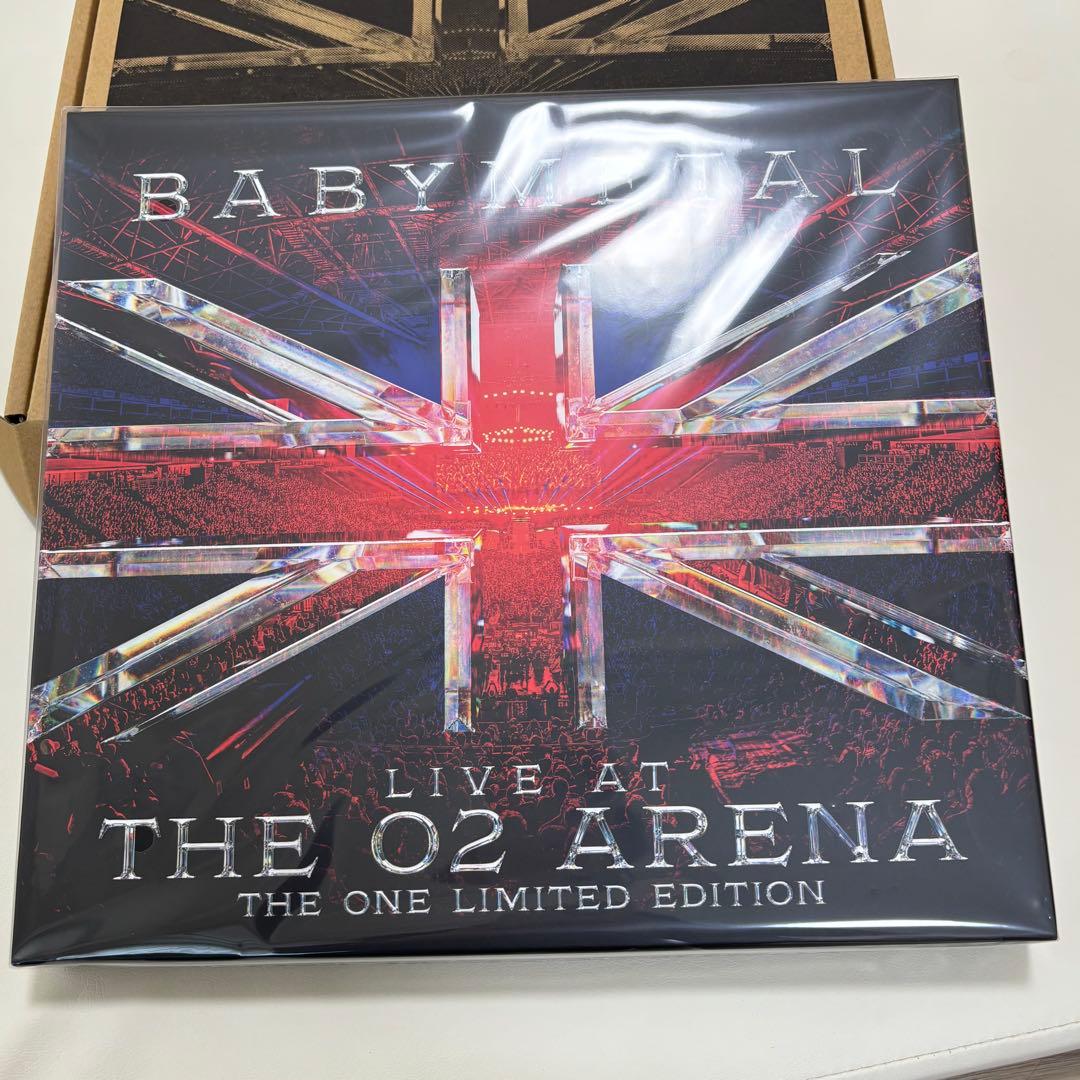 BABYMETAL
LIVE AT
THE O2 ARENA
THE ONE LIMITED EDITION